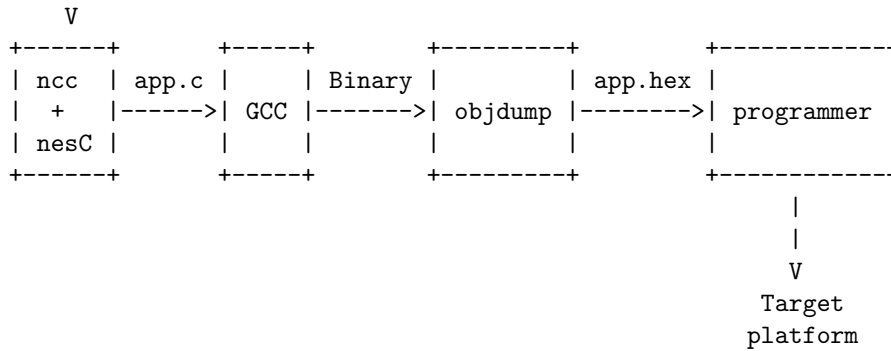 V
+------+ +-----+ +---------+ +-------------
| ncc | app.c | | Binary | | app.hex |
| + |------>| GCC |------->| objdump |-------->| programmer
| nesC | | | | | |
+------+ +-----+ +---------+ +-------------
|
|
V
Target
platform